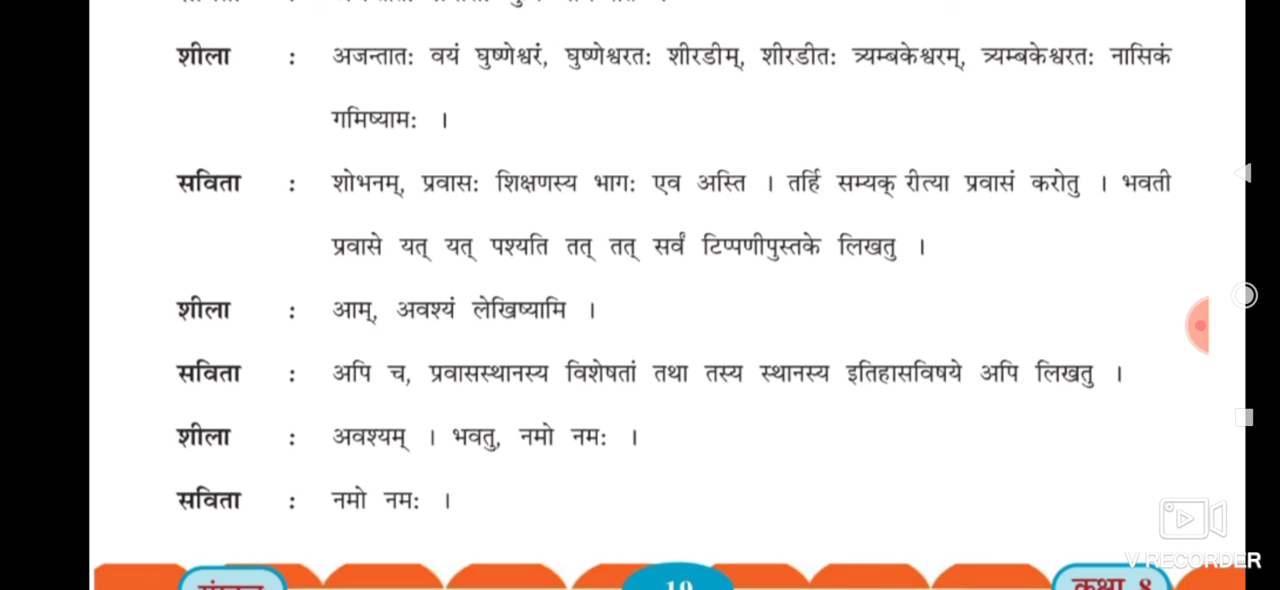 शीला : अजन्तात: वयं घुष्णेश्वरं, घुष्णेश्वरत: शीरडीम्, शीरडीत: त्र्यम्बकेश्वरम्, त्र्यम्बकेश्वरत: नासिकं
गमिष्याम: ।
सविता : शोभनम्, प्रवास: शिक्षणस्य भाग: एव अस्ति । तर्हि सम्यक् रीत्या प्रवासं करोतु । भवती
प्रवासे यत् यत् पश्यति तत् तत् सर्वं टिप्पणीपुस्तके लिखतु ।
शीला : आम्, अवश्यं लेखिष्यामि ।
सविता : अपि च, प्रवासस्थानस्य विशेषतां तथा तस्य स्थानस्य इतिहासविषये अपि लिखतु ।
शीला : अवश्यम् । भवतु, नमो नम: ।
सविता : नमो नम: ।
V RECORDER
कक्षा 8